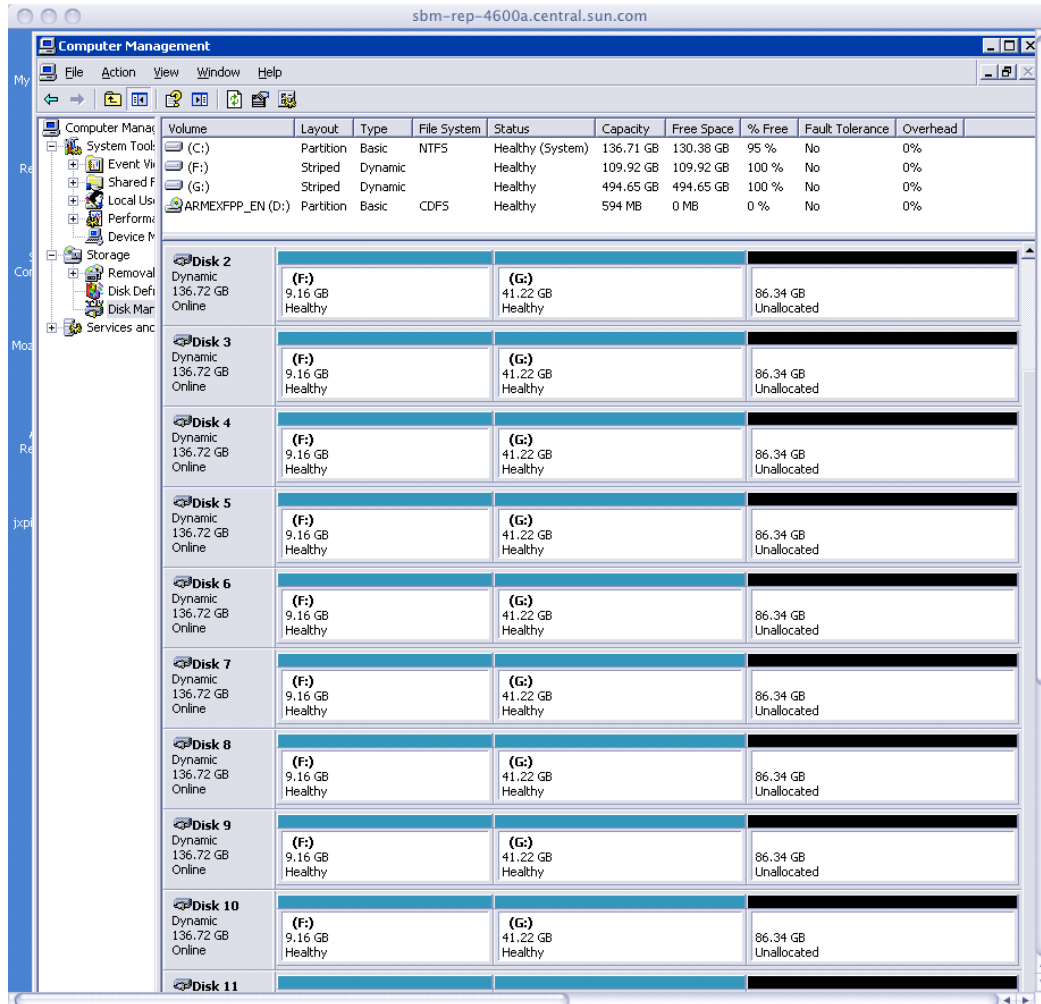 sbm-rep-4600a.central.sun.com
Computer Management
File Action View Window Help
My
Re
S
Cor
Moz
A
Re
jxpi
Computer Manag
System Tools
Event Vi
Shared F
Local Us
Performa
Device M
Storage
Removal
Disk Def
Disk Man
Services and
Volume Layout Type File System Status Capacity Free Space % Free Fault Tolerance Overhead
(C:) Partition Basic NTFS Healthy (System) 136.71 GB 130.38 GB 95 % No 0%
(F:) Striped Dynamic Healthy 109.92 GB 109.92 GB 100 % No 0%
(G:) Striped Dynamic Healthy 494.65 GB 494.65 GB 100 % No 0%
ARMEXFPP_EN (D:) Partition Basic CDFS Healthy 594 MB 0 MB 0 % No 0%
Disk 2
Dynamic
136.72 GB
Online
(F:)
9.16 GB
Healthy
(G:)
41.22 GB
Healthy
86.34 GB
Unallocated
Disk 3
Dynamic
136.72 GB
Online
(F:)
9.16 GB
Healthy
(G:)
41.22 GB
Healthy
86.34 GB
Unallocated
Disk 4
Dynamic
136.72 GB
Online
(F:)
9.16 GB
Healthy
(G:)
41.22 GB
Healthy
86.34 GB
Unallocated
Disk 5
Dynamic
136.72 GB
Online
(F:)
9.16 GB
Healthy
(G:)
41.22 GB
Healthy
86.34 GB
Unallocated
Disk 6
Dynamic
136.72 GB
Online
(F:)
9.16 GB
Healthy
(G:)
41.22 GB
Healthy
86.34 GB
Unallocated
Disk 7
Dynamic
136.72 GB
Online
(F:)
9.16 GB
Healthy
(G:)
41.22 GB
Healthy
86.34 GB
Unallocated
Disk 8
Dynamic
136.72 GB
Online
(F:)
9.16 GB
Healthy
(G:)
41.22 GB
Healthy
86.34 GB
Unallocated
Disk 9
Dynamic
136.72 GB
Online
(F:)
9.16 GB
Healthy
(G:)
41.22 GB
Healthy
86.34 GB
Unallocated
Disk 10
Dynamic
136.72 GB
Online
(F:)
9.16 GB
Healthy
(G:)
41.22 GB
Healthy
86.34 GB
Unallocated
Disk 11